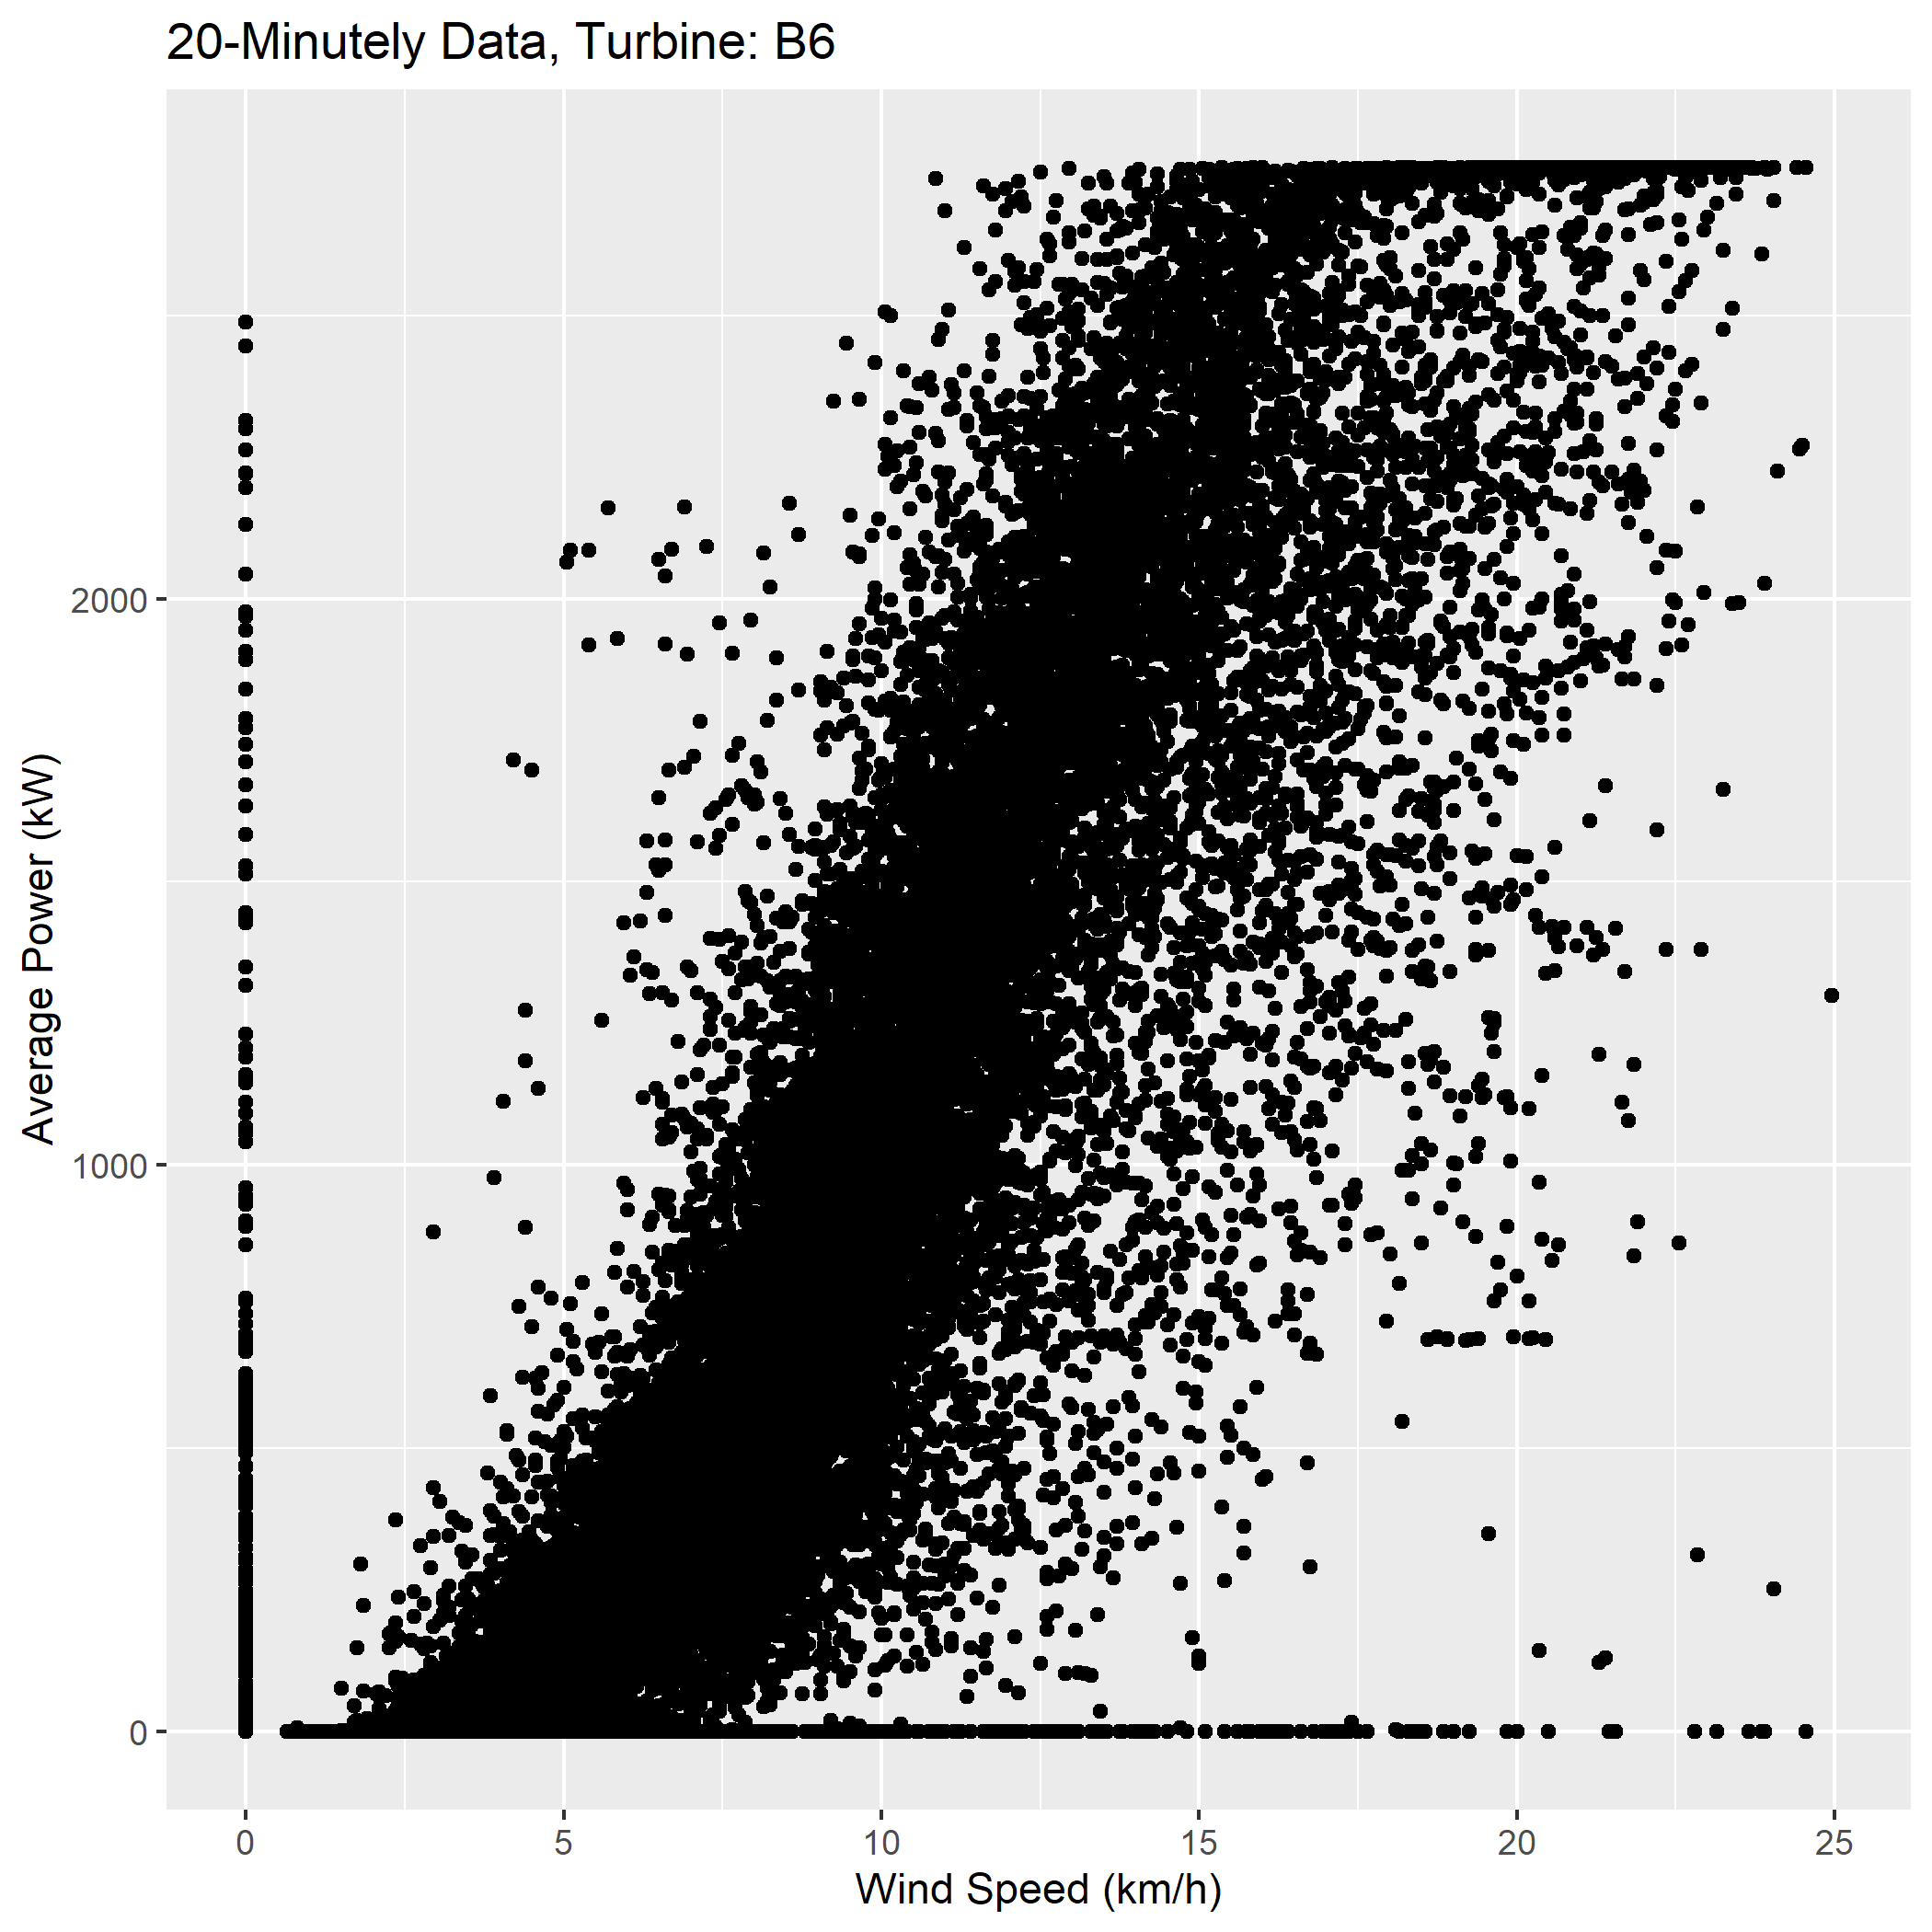 20-Minutely Data, Turbine: B6
Average Power (kW)
2000
1000
0
0 5 10 15 20 25
Wind Speed (km/h)